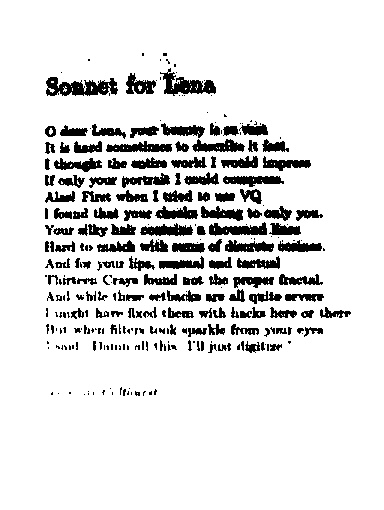 Sonnet for Lena
O dear Lena, your beauty is so vast
It is hard sometimes to describe it fast.
I thought the entire world I would impress
If only your portrait I could compress.
Alas! First when I tried to use VQ
I found that your cheeks belong to only you.
Your silky hair contains a thousand lines
Hard to match with sums of discrete cosines.
And for your lips, sensual and tactual
Thirteen Crays found not the proper fractal.
And while these setbacks are all quite severe
I might have fixed them with hacks here or there
But when filters took sparkle from your eyes
I said, "Damn all this. I'll just digitize."